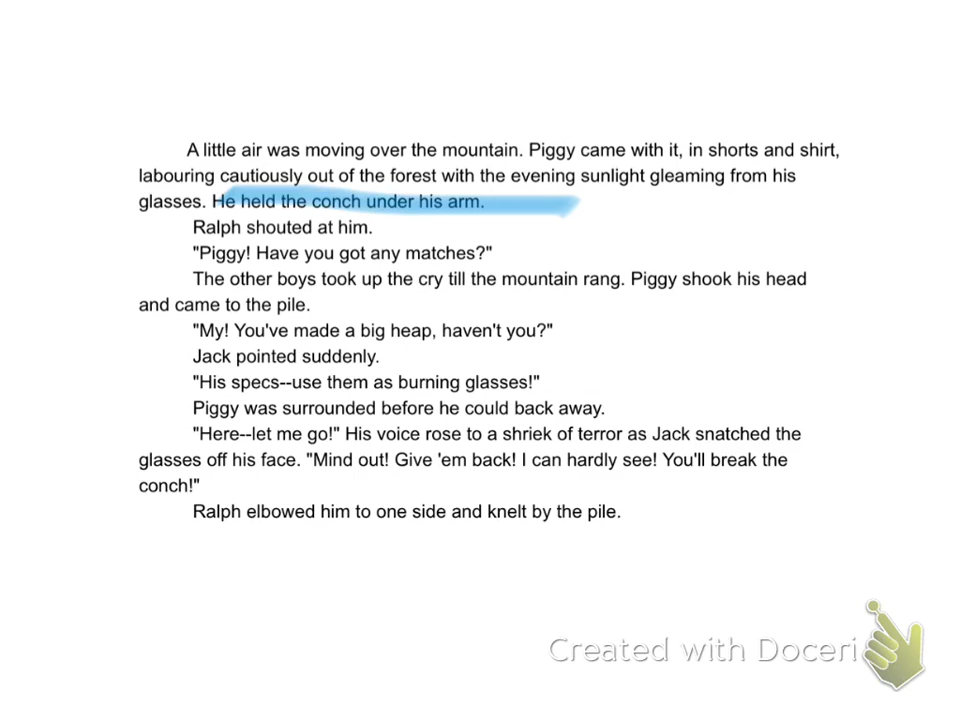 A little air was moving over the mountain. Piggy came with it, in shorts and shirt,
labouring cautiously out of the forest with the evening sunlight gleaming from his
glasses. He held the conch under his arm.
Ralph shouted at him.
"Piggy! Have you got any matches?"
The other boys took up the cry till the mountain rang. Piggy shook his head
and came to the pile.
"My! You've made a big heap, haven't you?"
Jack pointed suddenly.
"His specs--use them as burning glasses!"
Piggy was surrounded before he could back away.
"Here--let me go!" His voice rose to a shriek of terror as Jack snatched the
glasses off his face. "Mind out! Give 'em back! I can hardly see! You'll break the
conch!"
Ralph elbowed him to one side and knelt by the pile.
Created with Doceri